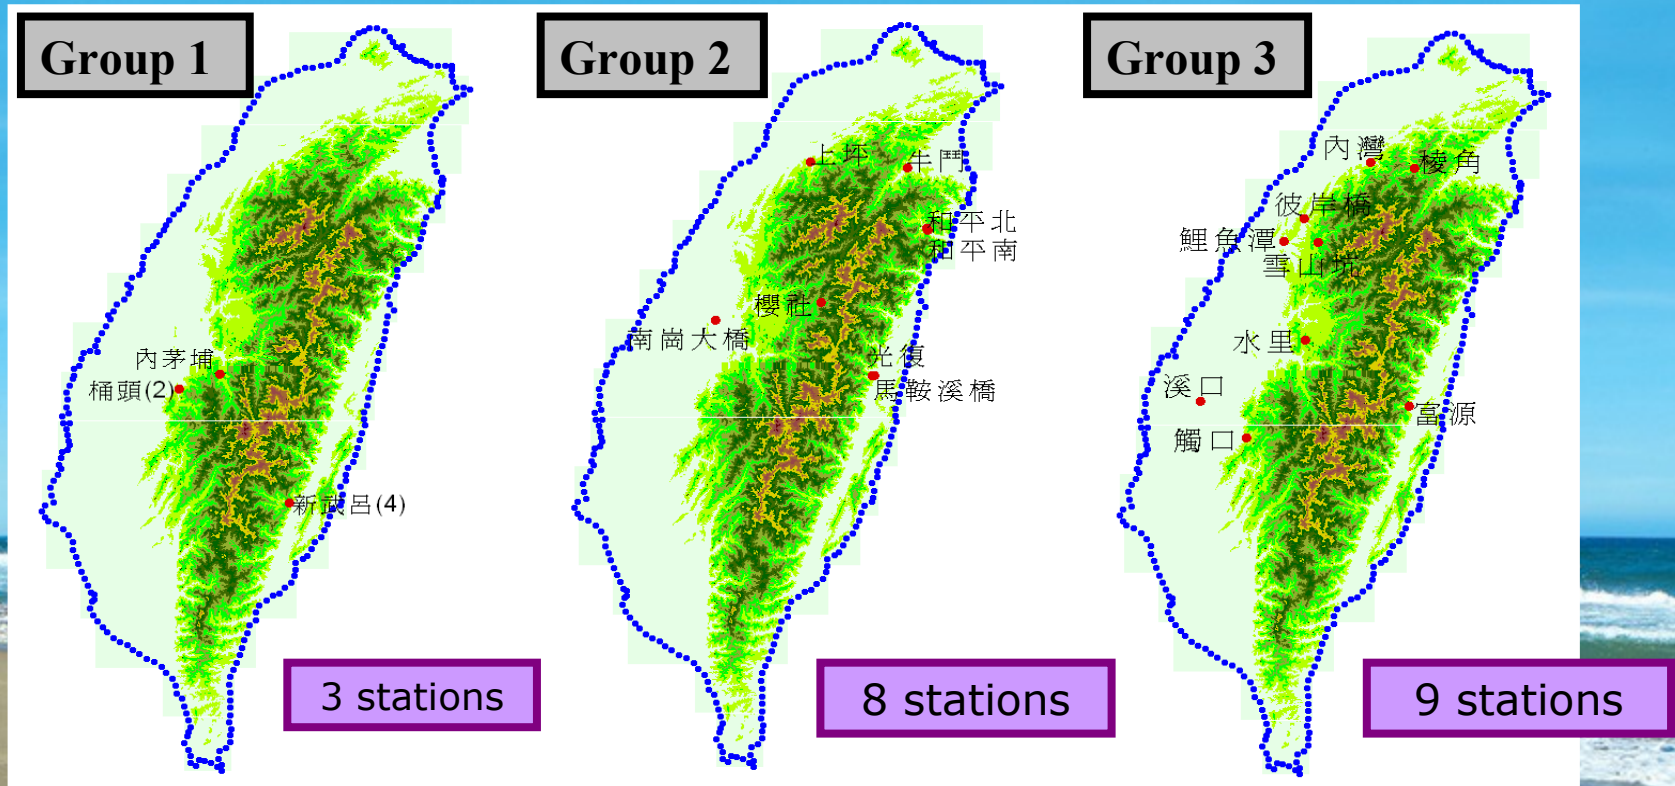 Group 1
內茅埔
桶頭(2)
新武呂(4)
3 stations
Group 2
上坪
牛鬥
和平北
和平南
櫻社
南崗大橋
光復
馬鞍溪橋
8 stations
Group 3
內灣
棱角
彼岸橋
鯉魚潭
雪山坑
水里
溪口
富源
觸口
9 stations